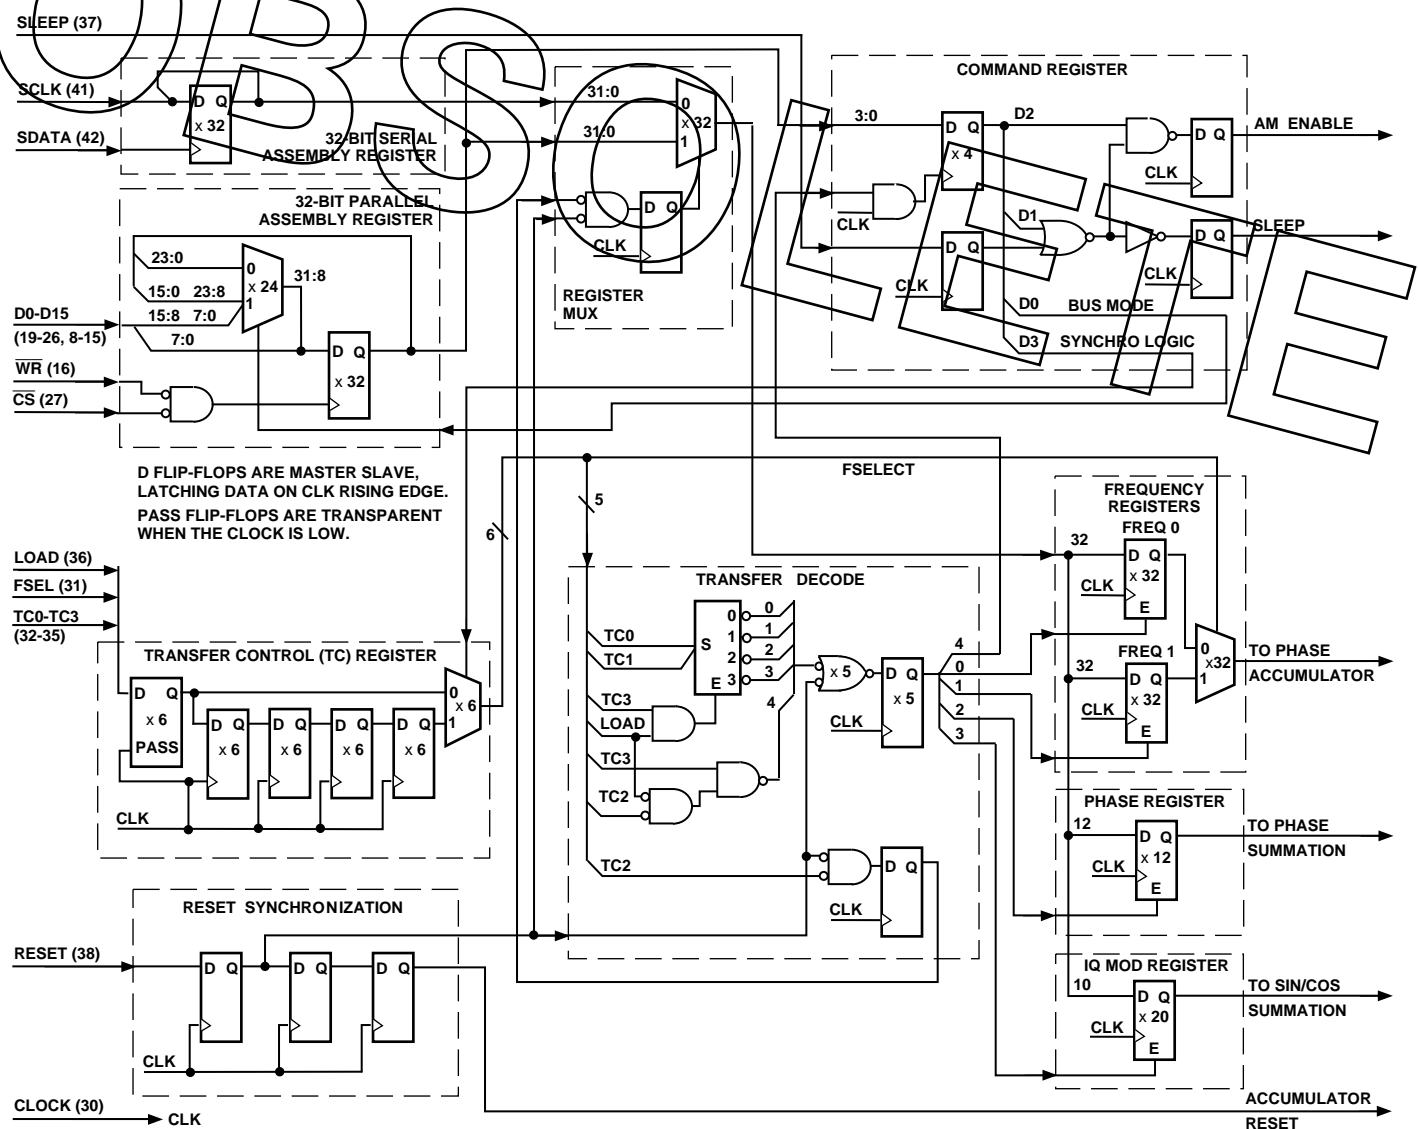 OBSOLETE
SLEEP (37)
SCLK (41)
SDATA (42)
D Q
x 32
32-BIT SERIAL
ASSEMBLY REGISTER
31:0
31:0
0
x 32
1
D Q
CLK
REGISTER
MUX
COMMAND REGISTER
3:0
D Q
x 4
D2
D Q
CLK
AM ENABLE
CLK
D1
D Q
CLK
D Q
CLK
SLEEP
D0
BUS MODE
D3
SYNCHRO LOGIC
32-BIT PARALLEL
ASSEMBLY REGISTER
23:0
15:0 23:8
15:8 7:0
7:0
0
x 24
1
31:8
D Q
x 32
D0-D15
(19-26, 8-15)
WR (16)
CS (27)
D FLIP-FLOPS ARE MASTER SLAVE,
LATCHING DATA ON CLK RISING EDGE.
PASS FLIP-FLOPS ARE TRANSPARENT
WHEN THE CLOCK IS LOW.
FSELECT
5
6
LOAD (36)
FSEL (31)
TC0-TC3
(32-35)
TRANSFER CONTROL (TC) REGISTER
D Q
x 6
PASS
D Q
x 6
D Q
x 6
D Q
x 6
D Q
x 6
0
x 6
1
CLK
TRANSFER DECODE
TC0
TC1
S
0
1
2
3
E
0
1
2
3
4
TC3
LOAD
TC3
TC2
TC2
x 5
D Q
x 5
CLK
4
0
1
2
3
D Q
CLK
FREQUENCY
REGISTERS
FREQ 0
32
D Q
x 32
E
CLK
FREQ 1
32
D Q
x 32
E
CLK
0
x32
1
TO PHASE
ACCUMULATOR
PHASE REGISTER
12
D Q
x 12
E
CLK
TO PHASE
SUMMATION
IQ MOD REGISTER
10
D Q
x 20
E
CLK
TO SIN/COS
SUMMATION
RESET SYNCHRONIZATION
RESET (38)
D Q
D Q
D Q
CLK
CLOCK (30)
CLK
ACCUMULATOR
RESET